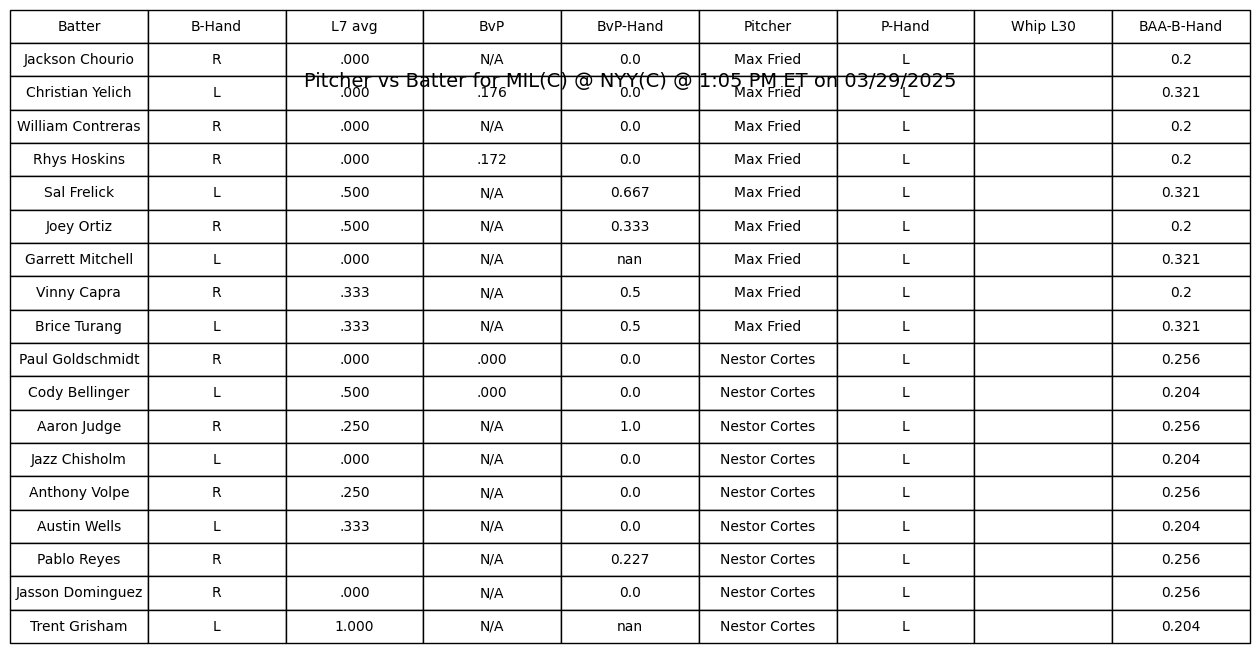 Batter B-Hand L7 avg BvP BvP-Hand Pitcher P-Hand Whip L30 BAA-B-Hand
Jackson Chourio R .000 N/A 0.0 Max Fried L 0.2
Pitcher vs Batter for MIL(C) @ NYY(C) @ 1:05 PM ET on 03/29/2025
Christian Yelich L .000 .176 0.0 Max Fried L 0.321
William Contreras R .000 N/A 0.0 Max Fried L 0.2
Rhys Hoskins R .000 .172 0.0 Max Fried L 0.2
Sal Frelick L .500 N/A 0.667 Max Fried L 0.321
Joey Ortiz R .500 N/A 0.333 Max Fried L 0.2
Garrett Mitchell L .000 N/A nan Max Fried L 0.321
Vinny Capra R .333 N/A 0.5 Max Fried L 0.2
Brice Turang L .333 N/A 0.5 Max Fried L 0.321
Paul Goldschmidt R .000 .000 0.0 Nestor Cortes L 0.256
Cody Bellinger L .500 .000 0.0 Nestor Cortes L 0.204
Aaron Judge R .250 N/A 1.0 Nestor Cortes L 0.256
Jazz Chisholm L .000 N/A 0.0 Nestor Cortes L 0.204
Anthony Volpe R .250 N/A 0.0 Nestor Cortes L 0.256
Austin Wells L .333 N/A 0.0 Nestor Cortes L 0.204
Pablo Reyes R N/A 0.227 Nestor Cortes L 0.256
Jasson Dominguez R .000 N/A 0.0 Nestor Cortes L 0.256
Trent Grisham L 1.000 N/A nan Nestor Cortes L 0.204